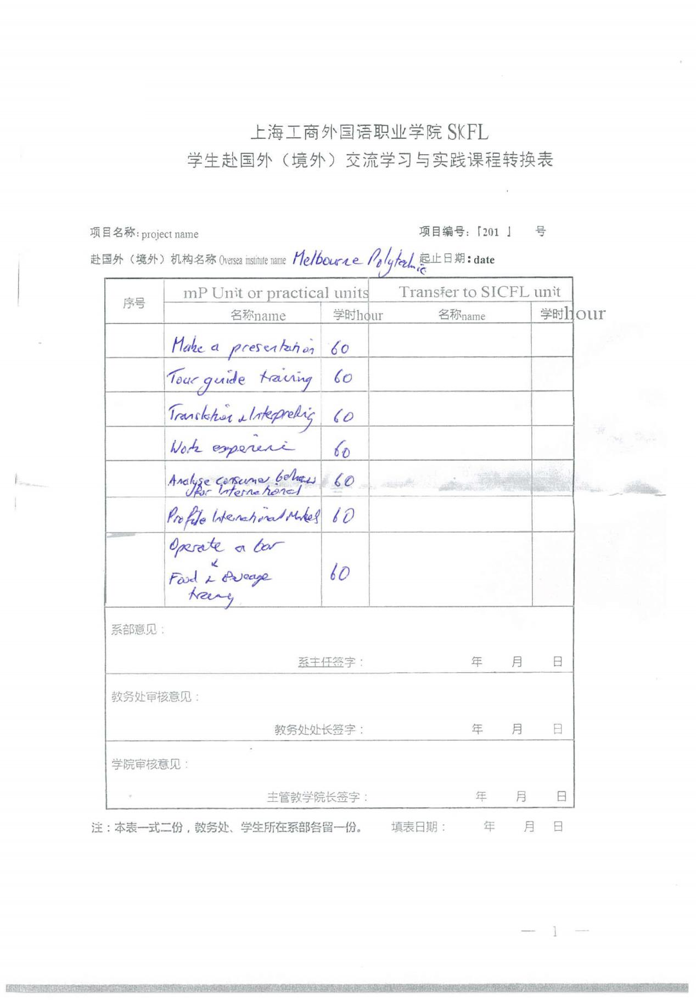 上海工商外国语职业学院 SICFL
学生赴国外（境外）交流学习与实践课程转换表
项目名称: project name 项目编号:「201 」 号
赴国外（境外）机构名称 Oversea institute name Melbourne Polytechnic 起止日期: date
序号 mP Unit or practical units Transfer to SICFL unit
名称name 学时hour 名称name 学时hour
Make a presentation 60
Tour guide training 60
Translation & Interpreting 60
Work experience 60
Analyse consumer behaviour 60
for International
Profile International Markets 60
Operate a bar
&
Food & Beverage 60
training
系部意见：
系主任签字： 年 月 日
教务处审核意见：
教务处处长签字： 年 月 日
学院审核意见：
主管教学院长签字： 年 月 日
注：本表一式二份，教务处、学生所在系部各留一份。 填表日期： 年 月 日
— 1 —